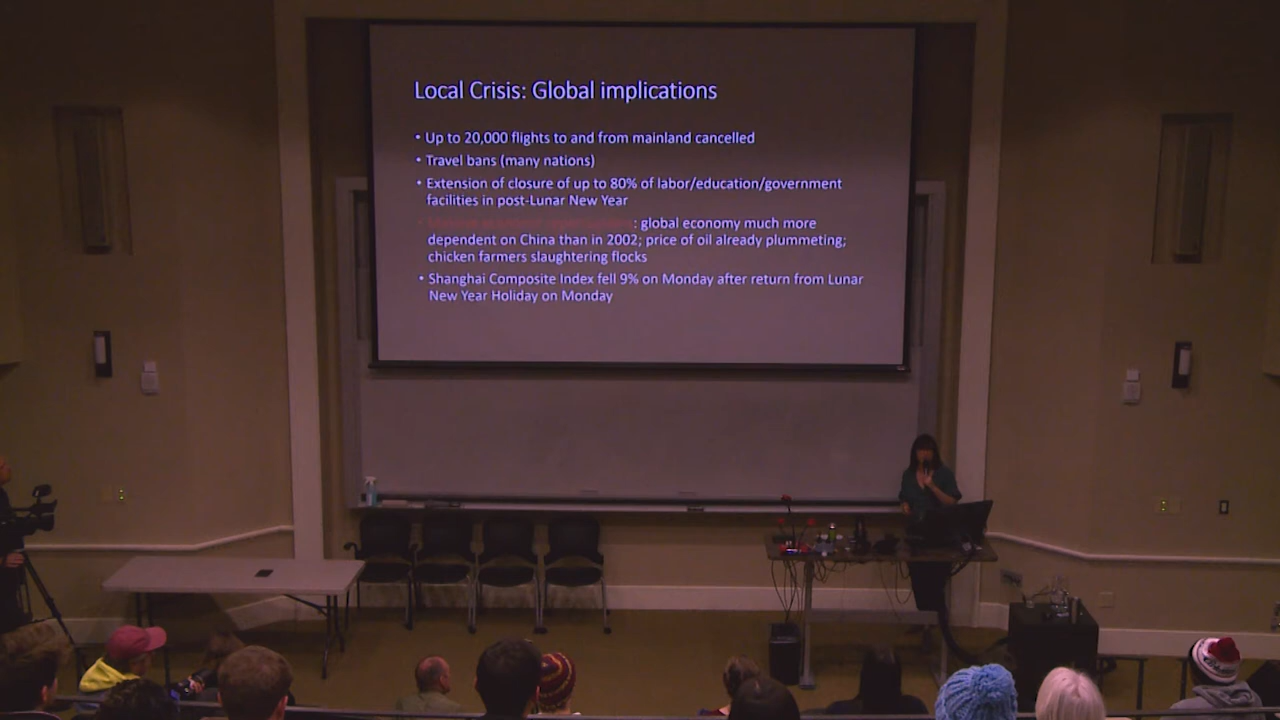 Local Crisis: Global implications
• Up to 20,000 flights to and from mainland cancelled
• Travel bans (many nations)
• Extension of closure of up to 80% of labor/education/government
facilities in post-Lunar New Year
: global economy much more
dependent on China than in 2002; price of oil already plummeting;
chicken farmers slaughtering flocks
• Shanghai Composite Index fell 9% on Monday after return from Lunar
New Year Holiday on Monday